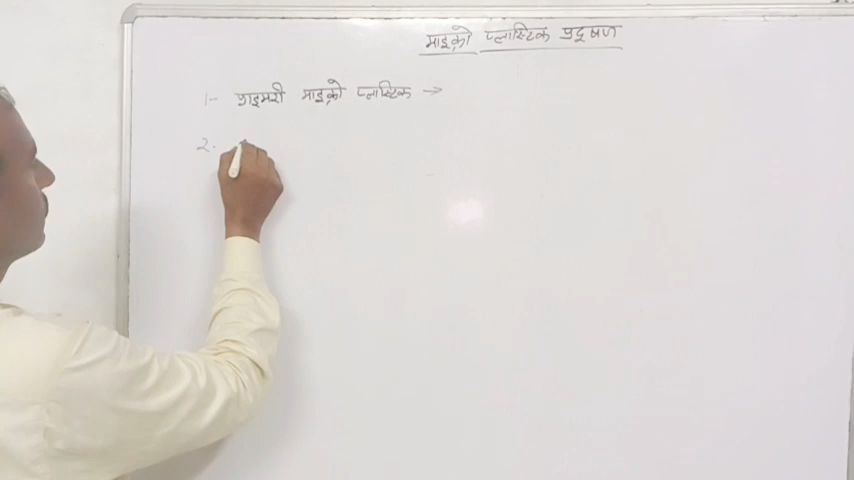 माइक्रो प्लास्टिक प्रदूषण
1- प्राइमरी माइक्रो प्लास्टिक →
2.